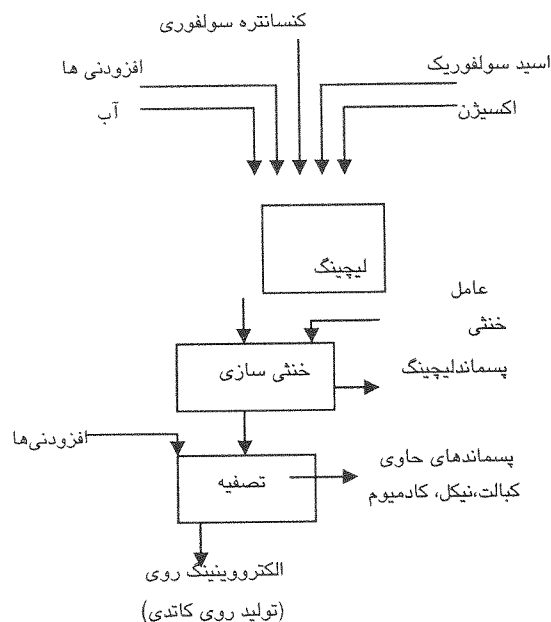 کنسانتره سولفوری
افزودنی ها
اسید سولفوریک
آب
اکسیژن
لیچینگ
عامل
خنثی
خنثی سازی
پسماندلیچینگ
افزودنی‌ها
تصفیه
پسماندهای حاوی
کبالت،نیکل، کادمیوم
الکترووینینگ روی
(تولید روی کاتدی)